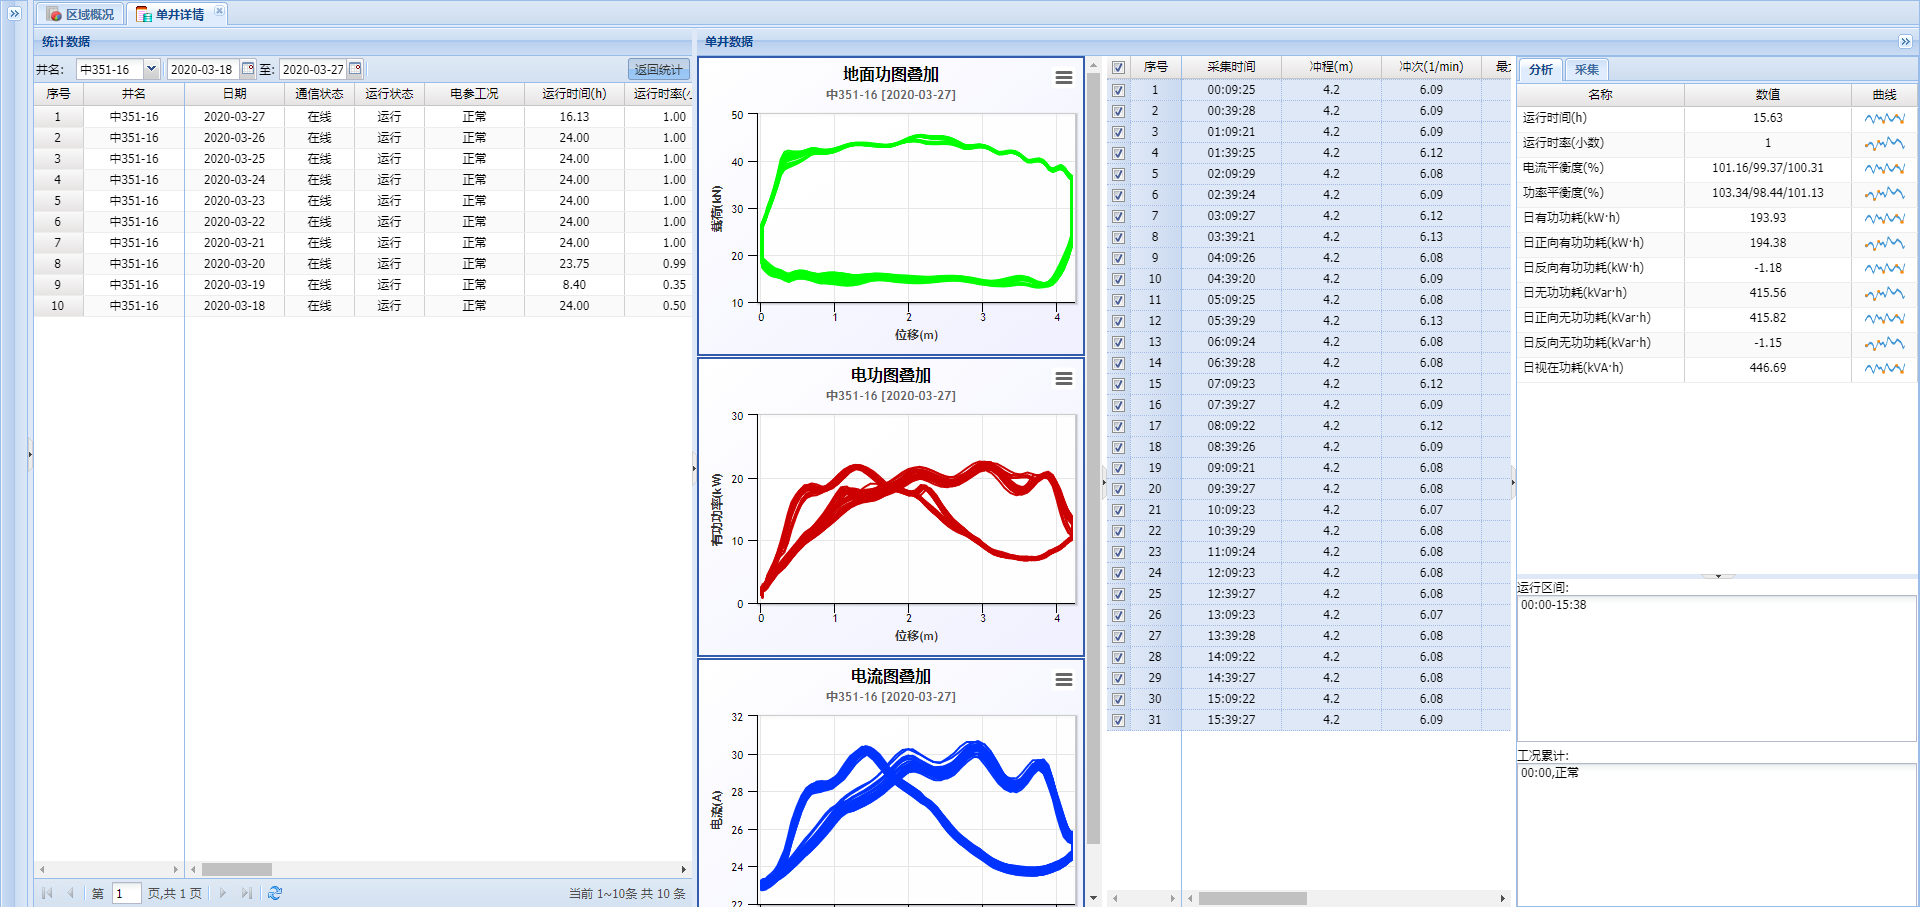 区域概况 单井详情
统计数据
井名: 中351-16 2020-03-18 至: 2020-03-27 返回统计
序号 井名 日期 通信状态 运行状态 电参工况 运行时间(h) 运行时率(小
1 中351-16 2020-03-27 在线 运行 正常 16.13 1.00
2 中351-16 2020-03-26 在线 运行 正常 24.00 1.00
3 中351-16 2020-03-25 在线 运行 正常 24.00 1.00
4 中351-16 2020-03-24 在线 运行 正常 24.00 1.00
5 中351-16 2020-03-23 在线 运行 正常 24.00 1.00
6 中351-16 2020-03-22 在线 运行 正常 24.00 1.00
7 中351-16 2020-03-21 在线 运行 正常 24.00 1.00
8 中351-16 2020-03-20 在线 运行 正常 23.75 0.99
9 中351-16 2020-03-19 在线 运行 正常 8.40 0.35
10 中351-16 2020-03-18 在线 运行 正常 24.00 0.50
第 1 页,共 1 页
当前 1~10条 共 10 条
单井数据
地面功图叠加
中351-16 [2020-03-27]
载荷(kN)
50
40
30
20
10
0 1 2 3 4
位移(m)
电功图叠加
中351-16 [2020-03-27]
有功功率(kW)
30
20
10
0
0 1 2 3 4
位移(m)
电流图叠加
中351-16 [2020-03-27]
电流(A)
32
30
28
26
24
22
序号 采集时间 冲程(m) 冲次(1/min) 最大
1 00:09:25 4.2 6.09
2 00:39:28 4.2 6.09
3 01:09:21 4.2 6.09
4 01:39:25 4.2 6.12
5 02:09:29 4.2 6.08
6 02:39:24 4.2 6.09
7 03:09:27 4.2 6.12
8 03:39:21 4.2 6.13
9 04:09:26 4.2 6.08
10 04:39:20 4.2 6.09
11 05:09:25 4.2 6.08
12 05:39:29 4.2 6.13
13 06:09:24 4.2 6.08
14 06:39:28 4.2 6.08
15 07:09:23 4.2 6.12
16 07:39:27 4.2 6.09
17 08:09:22 4.2 6.12
18 08:39:26 4.2 6.09
19 09:09:21 4.2 6.08
20 09:39:27 4.2 6.08
21 10:09:23 4.2 6.07
22 10:39:29 4.2 6.08
23 11:09:24 4.2 6.08
24 12:09:23 4.2 6.08
25 12:39:27 4.2 6.08
26 13:09:23 4.2 6.07
27 13:39:28 4.2 6.08
28 14:09:22 4.2 6.08
29 14:39:27 4.2 6.08
30 15:09:22 4.2 6.08
31 15:39:27 4.2 6.09
分析 采集
名称 数值 曲线
运行时间(h) 15.63
运行时率(小数) 1
电流平衡度(%) 101.16/99.37/100.31
功率平衡度(%) 103.34/98.44/101.13
日有功功耗(kW·h) 193.93
日正向有功功耗(kW·h) 194.38
日反向有功功耗(kW·h) -1.18
日无功功耗(kVar·h) 415.56
日正向无功功耗(kVar·h) 415.82
日反向无功功耗(kVar·h) -1.15
日视在功耗(kVA·h) 446.69
运行区间:
00:00-15:38
工况累计:
00:00,正常